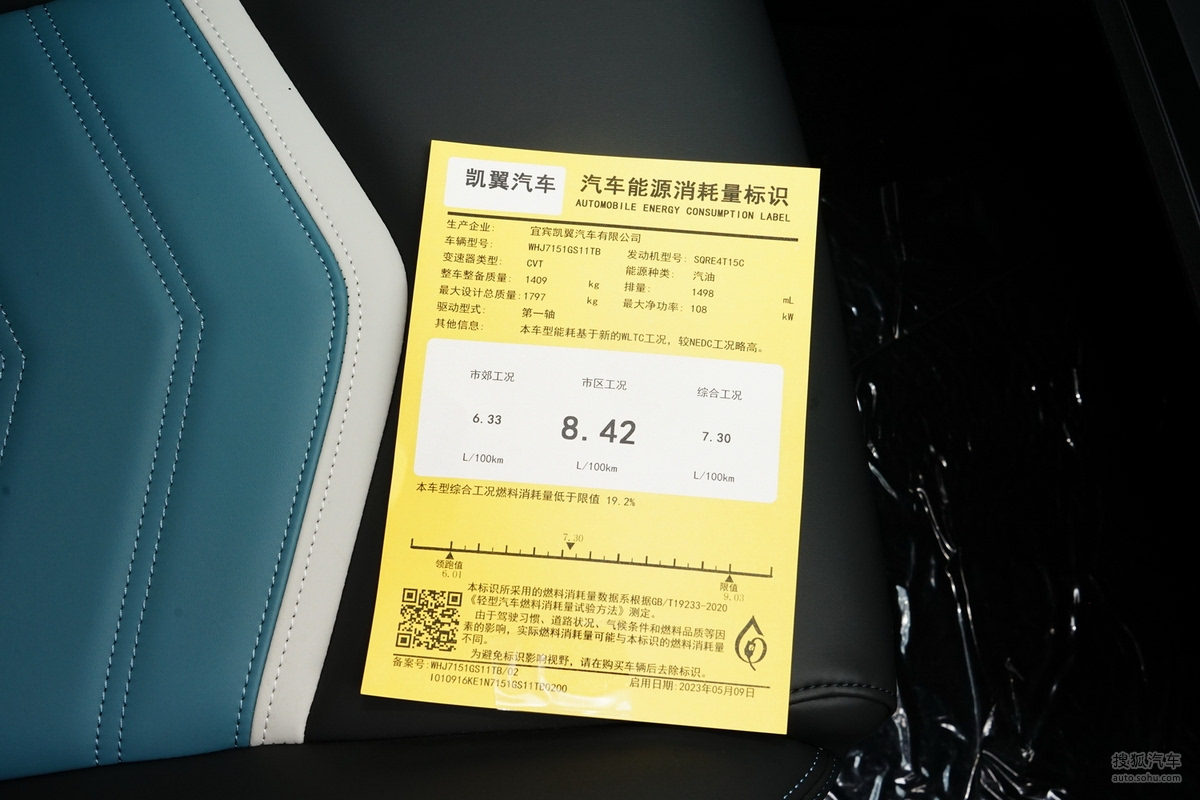 凯翼汽车 汽车能源消耗量标识
AUTOMOBILE ENERGY CONSUMPTION LABEL
生产企业: 宜宾凯翼汽车有限公司
车辆型号: WHJ7151GS11TB 发动机型号: SQRE4T15C
变速器类型: CVT 能源种类: 汽油
整车整备质量: 1409 kg 排量: 1498 mL
最大设计总质量: 1797 kg 最大净功率: 108 kW
驱动型式: 第一轴
其他信息: 本车型能耗基于新的WLTC工况，较NEDC工况略高。
市郊工况 市区工况 综合工况
6.33 8.42 7.30
L/100km L/100km L/100km
本车型综合工况燃料消耗量低于限值 19.2%
7.30
领跑值 限值
6.01 9.03
本标识所采用的燃料消耗量数据系根据GB/T19233-2020
《轻型汽车燃料消耗量试验方法》测定。
由于驾驶习惯、道路状况、气候条件和燃料品质等因
素的影响，实际燃料消耗量可能与本标识的燃料消耗量
不同。
为避免标识影响视野，请在购买车辆后去除标识。
备案号:WHJ7151GS11TB/02 启用日期:2023年05月09日
I010916KE1N7151GS11TB0200
搜狐汽车
auto.sohu.com